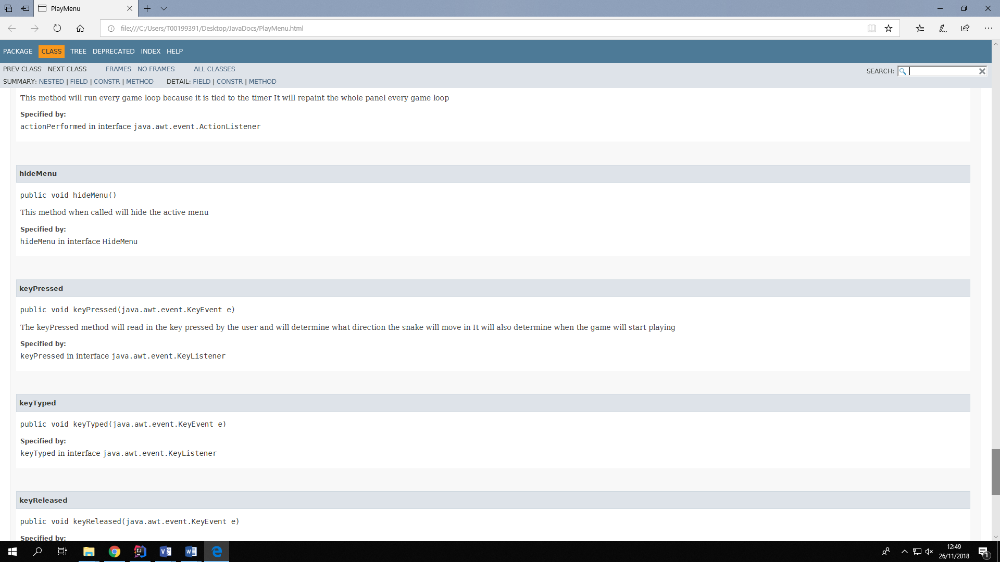 PlayMenu
file:///C:/Users/T00199391/Desktop/JavaDocs/PlayMenu.html
PACKAGE CLASS TREE DEPRECATED INDEX HELP
PREV CLASS NEXT CLASS FRAMES NO FRAMES ALL CLASSES
SEARCH:
SUMMARY: NESTED | FIELD | CONSTR | METHOD DETAIL: FIELD | CONSTR | METHOD
This method will run every game loop because it is tied to the timer It will repaint the whole panel every game loop
Specified by:
actionPerformed in interface java.awt.event.ActionListener
hideMenu
public void hideMenu()
This method when called will hide the active menu
Specified by:
hideMenu in interface HideMenu
keyPressed
public void keyPressed(java.awt.event.KeyEvent e)
The keyPressed method will read in the key pressed by the user and will determine what direction the snake will move in It will also determine when the game will start playing
Specified by:
keyPressed in interface java.awt.event.KeyListener
keyTyped
public void keyTyped(java.awt.event.KeyEvent e)
Specified by:
keyTyped in interface java.awt.event.KeyListener
keyReleased
public void keyReleased(java.awt.event.KeyEvent e)
Specified by:
12:49
26/11/2018
1